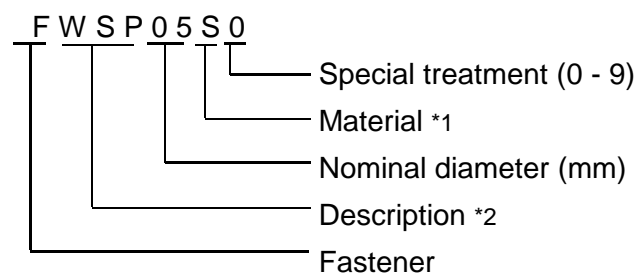 F W S P 0 5 S 0
Special treatment (0 - 9)
Material *1
Nominal diameter (mm)
Description *2
Fastener